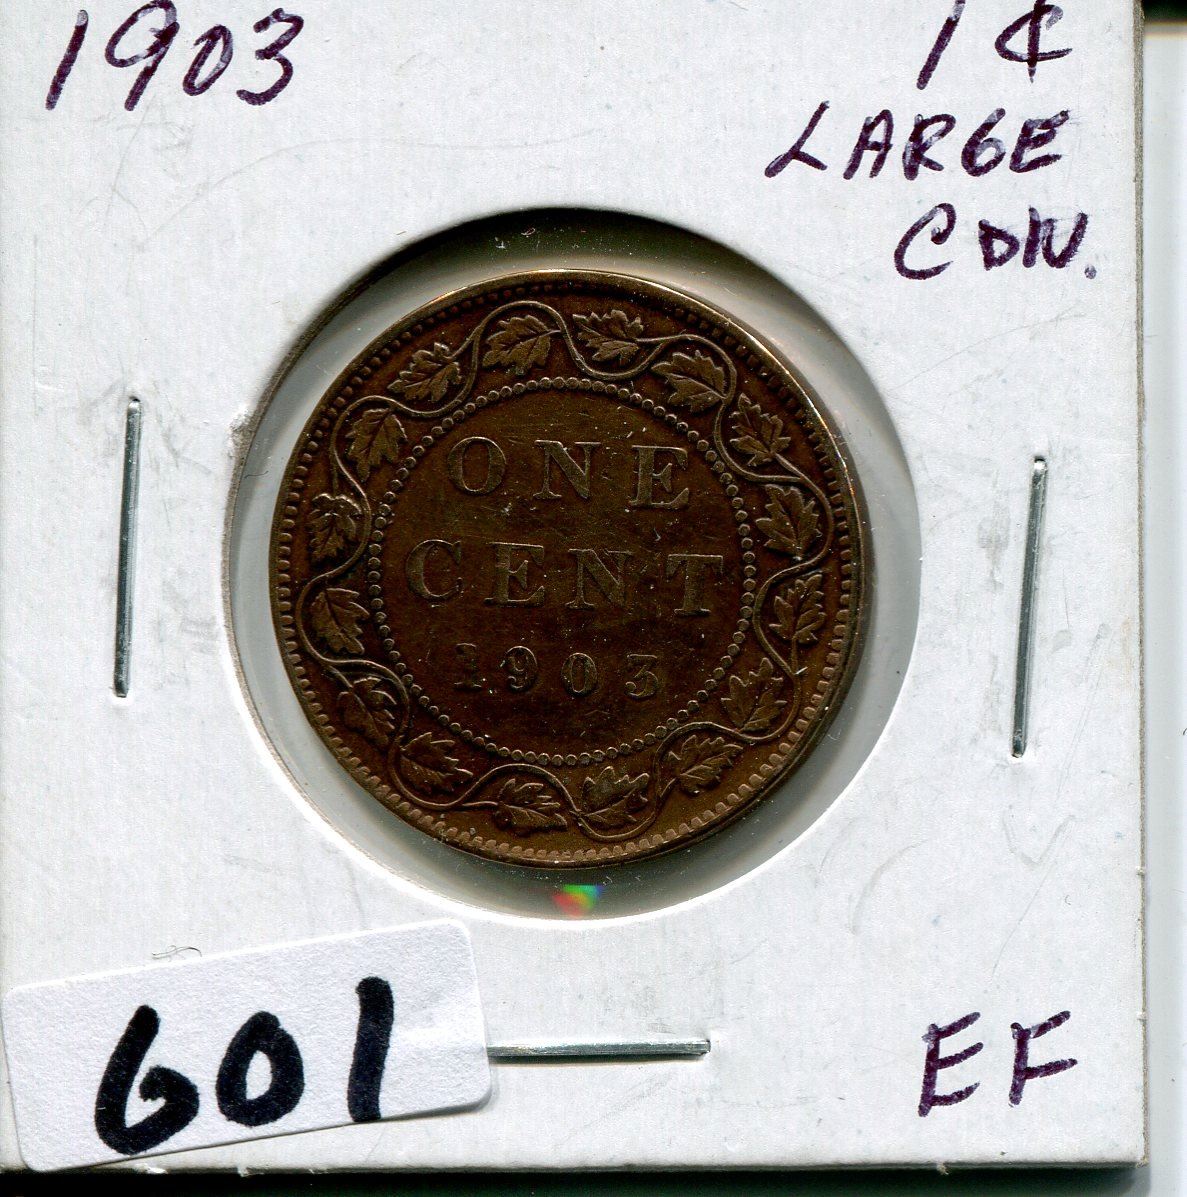 1903
1¢
LARGE
CDN.
ONE
CENT
1903
601
EF